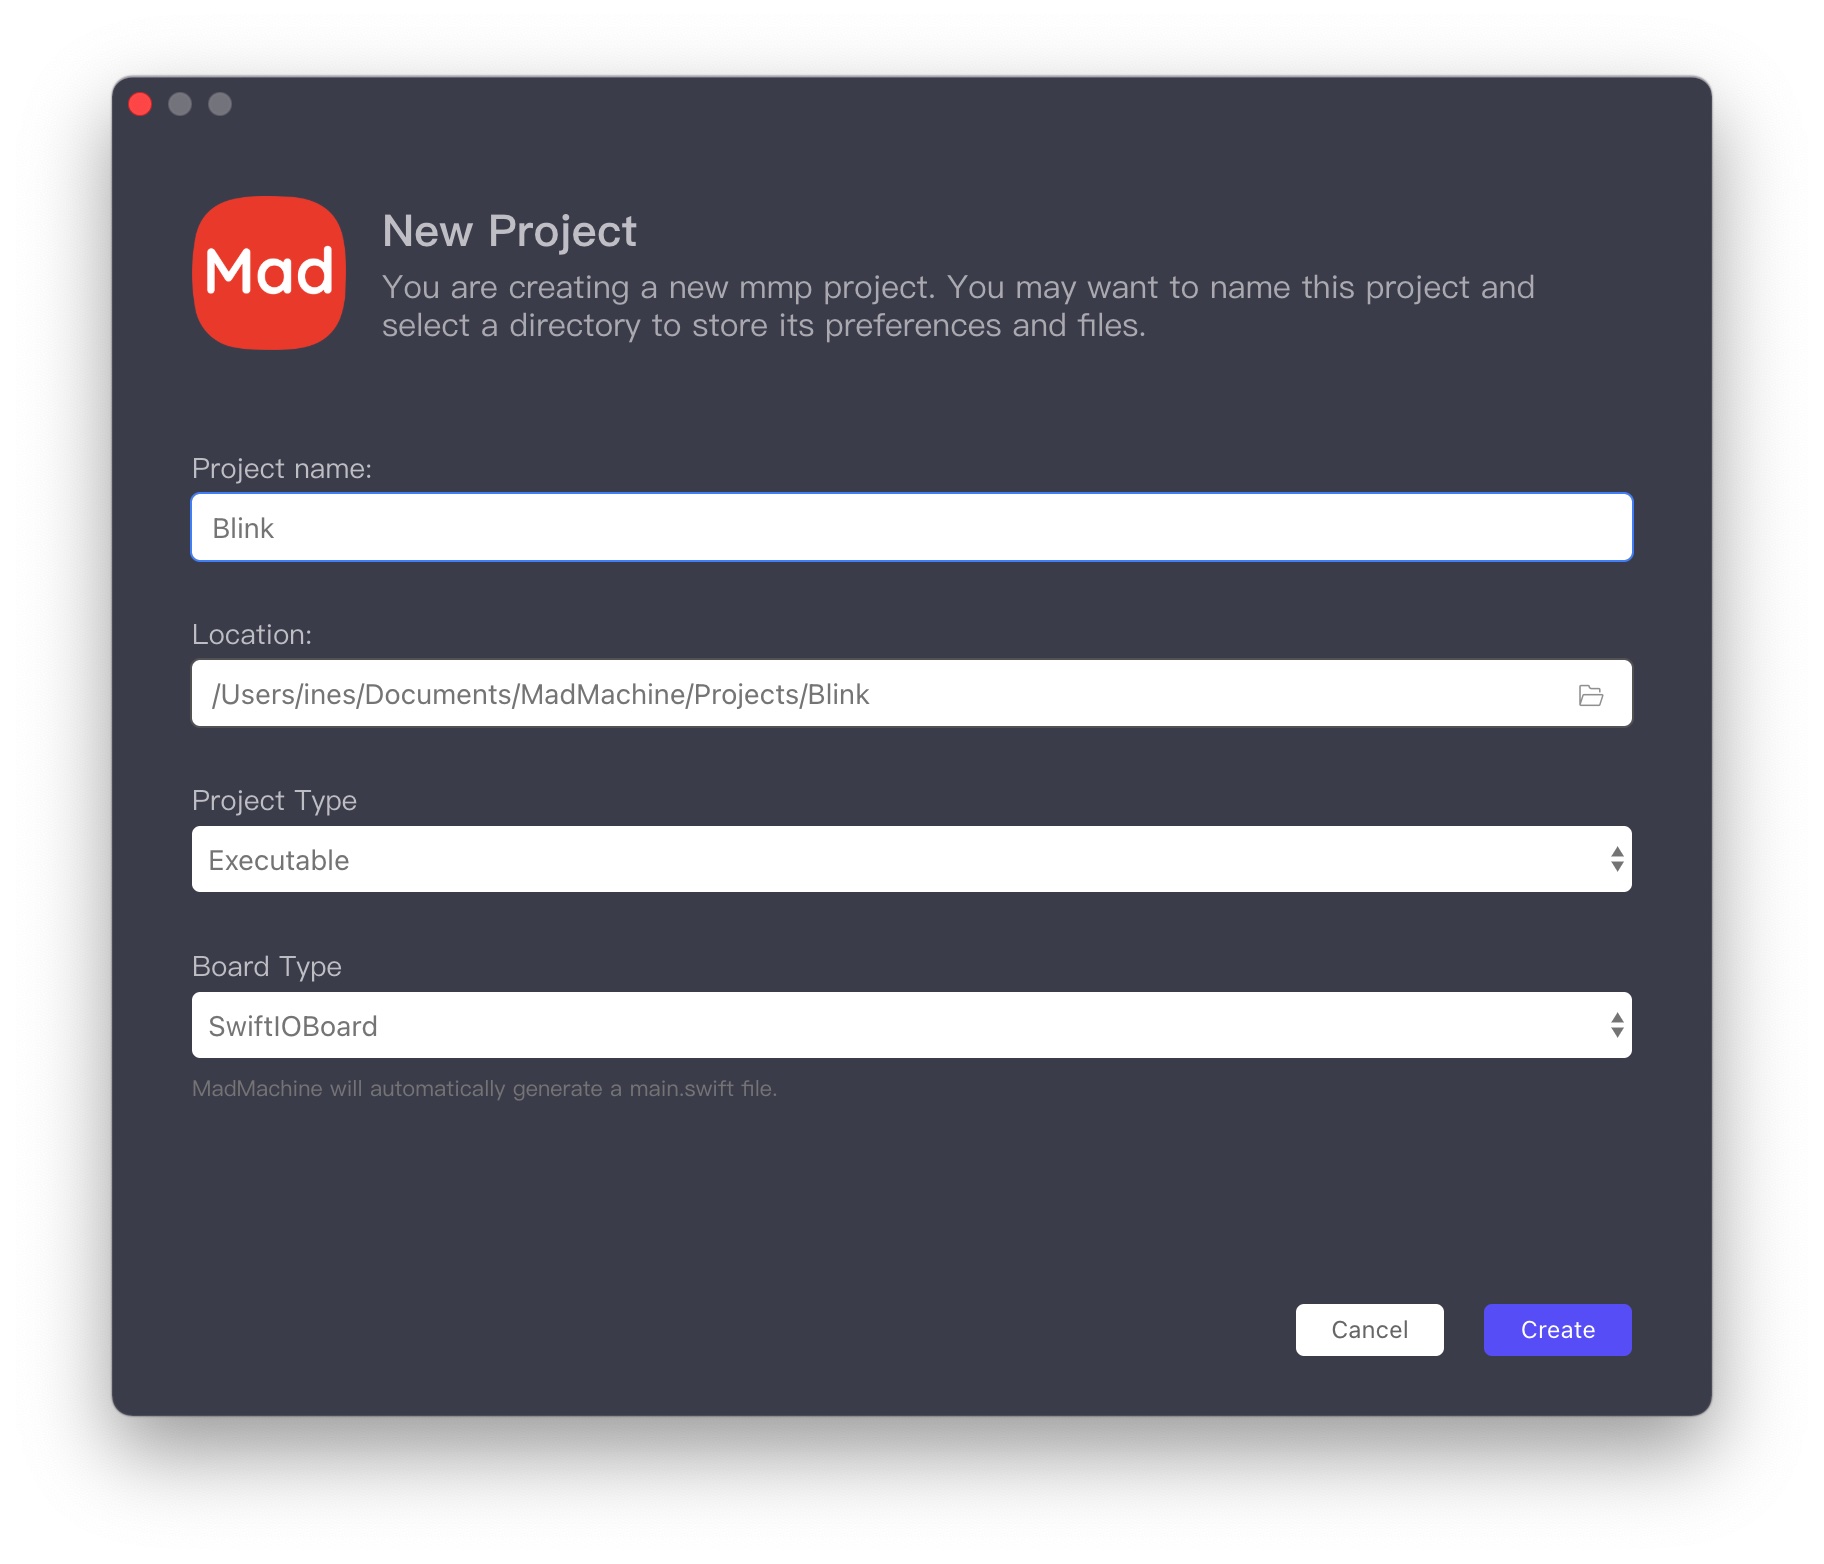 Mad
New Project
You are creating a new mmp project. You may want to name this project and
select a directory to store its preferences and files.
Project name:
Blink
Location:
/Users/ines/Documents/MadMachine/Projects/Blink
Project Type
Executable
Board Type
SwiftIOBoard
MadMachine will automatically generate a main.swift file.
Cancel
Create